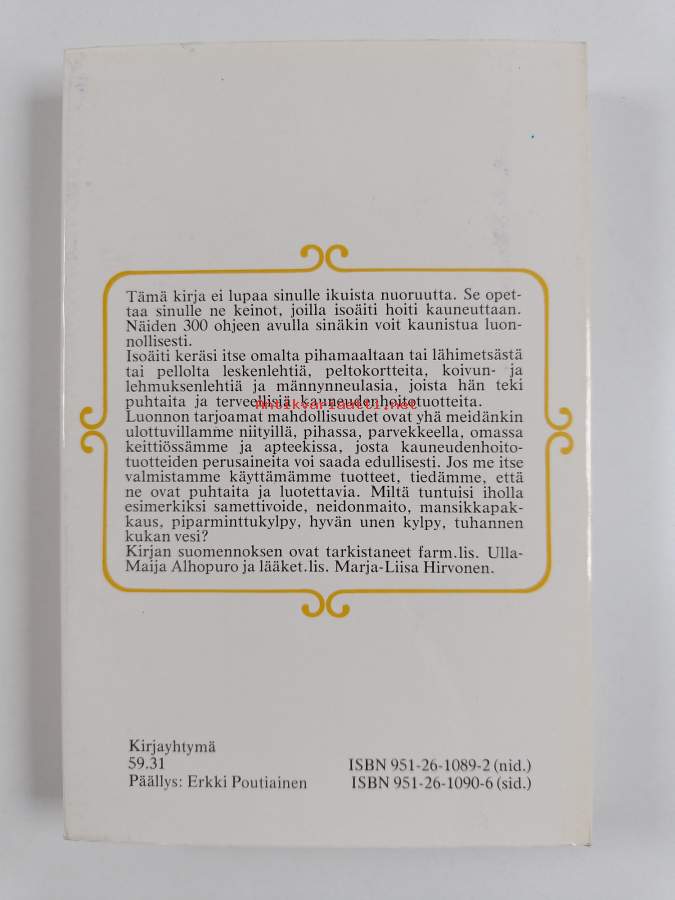 Tämä kirja ei lupaa sinulle ikuista nuoruutta. Se opet-
taa sinulle ne keinot, joilla isoäiti hoiti kauneuttaan.
Näiden 300 ohjeen avulla sinäkin voit kaunistua luon-
nollisesti.
Isoäiti keräsi itse omalta pihamaaltaan tai lähimetsästä
tai pellolta leskenlehtiä, peltokortteita, koivun- ja
lehmuksenlehtiä ja männynneulasia, joista hän teki
puhtaita ja terveellisiä kauneudenhoitotuotteita.
Antikvariaatti.net
Luonnon tarjoamat mahdollisuudet ovat yhä meidänkin
ulottuvillamme niityillä, pihassa, parvekkeella, omassa
keittiössämme ja apteekissa, josta kauneudenhoito-
tuotteiden perusaineita voi saada edullisesti. Jos me itse
valmistamme käyttämämme tuotteet, tiedämme, että
ne ovat puhtaita ja luotettavia. Miltä tuntuisi iholla
esimerkiksi samettivoide, neidonmaito, mansikkapak-
kaus, piparminttukylpy, hyvän unen kylpy, tuhannen
kukan vesi?
Kirjan suomennoksen ovat tarkistaneet farm.lis. Ulla-
Maija Alhopuro ja lääket.lis. Marja-Liisa Hirvonen.
Kirjayhtymä
59.31
Päällys: Erkki Poutiainen
ISBN 951-26-1089-2 (nid.)
ISBN 951-26-1090-6 (sid.)